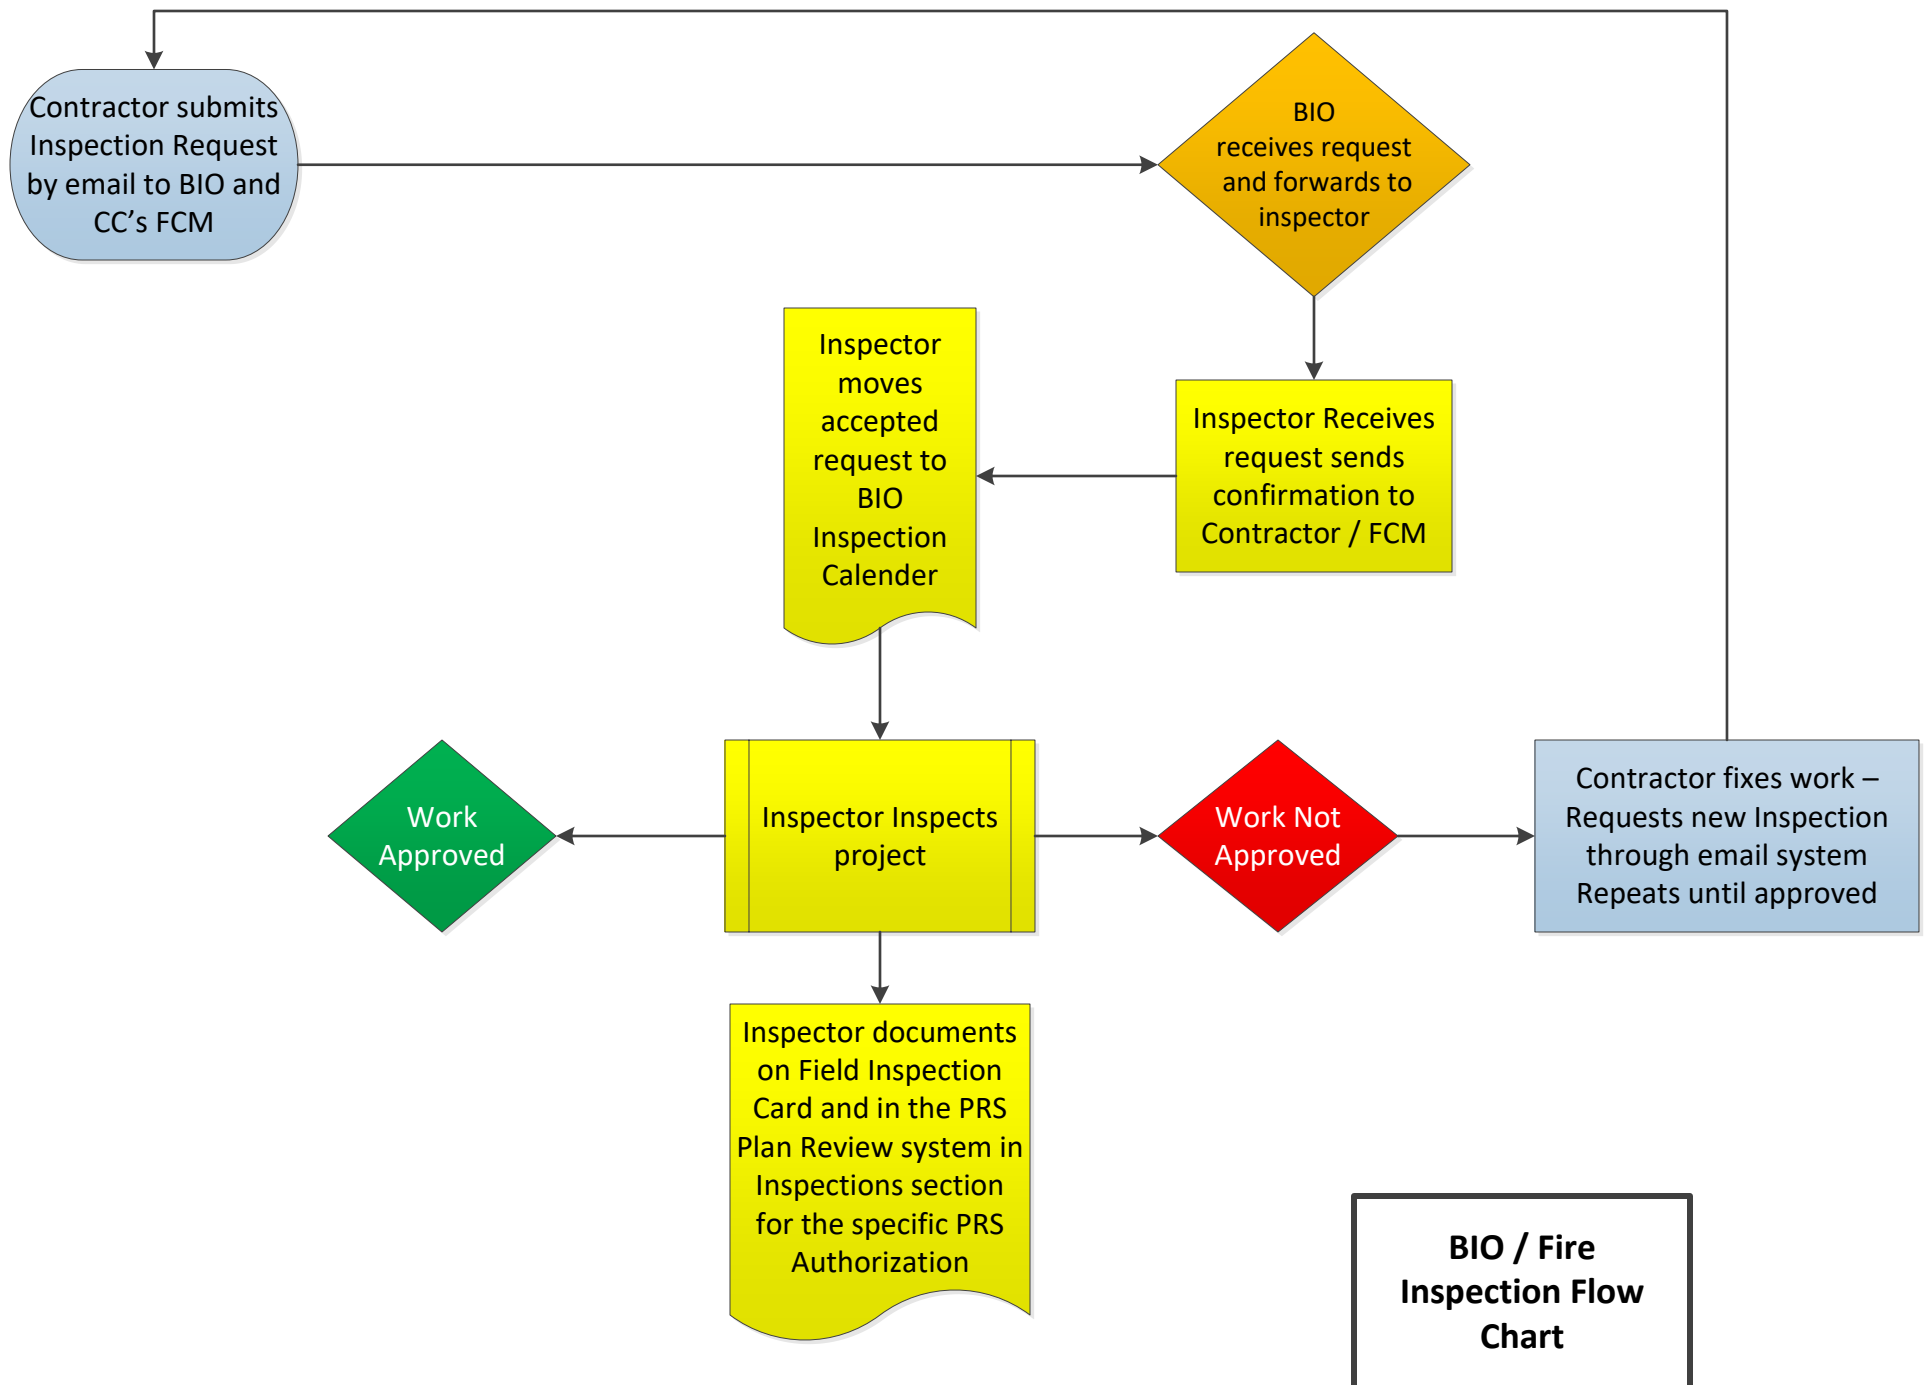 Contractor submits
Inspection Request
by email to BIO and
CC’s FCM
BIO
receives request
and forwards to
inspector
Inspector
moves
accepted
request to
BIO
Inspection
Calender
Inspector Receives
request sends
confirmation to
Contractor / FCM
Work
Approved
Inspector Inspects
project
Work Not
Approved
Contractor fixes work –
Requests new Inspection
through email system
Repeats until approved
Inspector documents
on Field Inspection
Card and in the PRS
Plan Review system in
Inspections section
for the specific PRS
Authorization
BIO / Fire
Inspection Flow
Chart